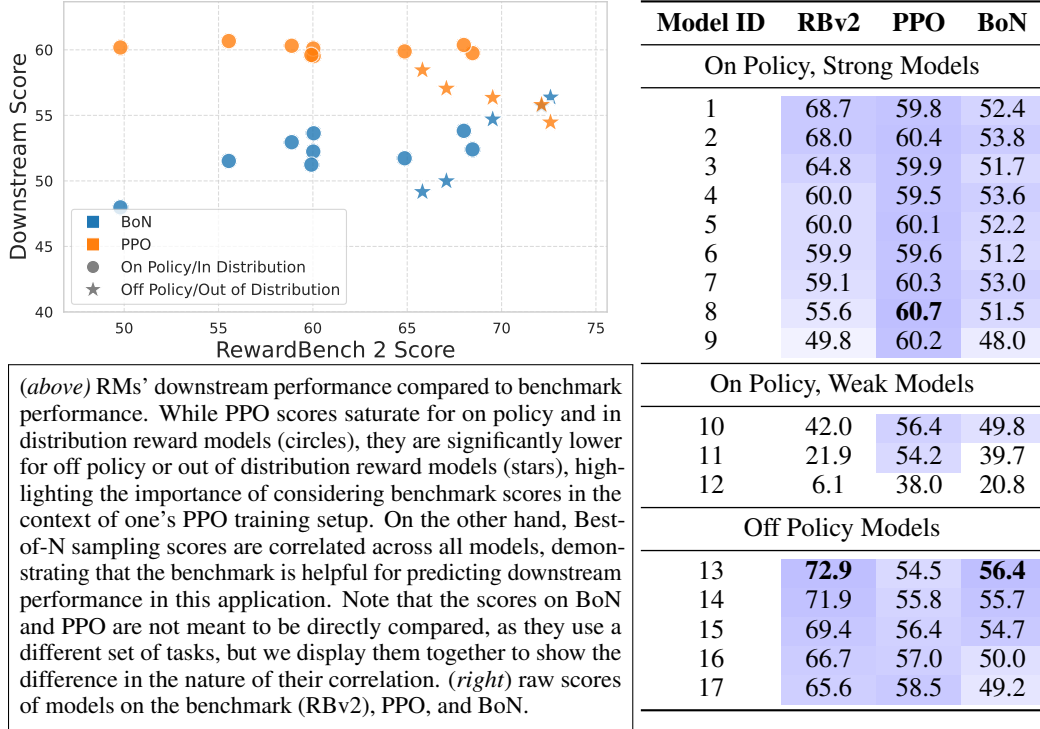 Downstream Score
60
55
50
45
40
BoN
PPO
On Policy/In Distribution
Off Policy/Out of Distribution
50 55 60 65 70 75
RewardBench 2 Score
(above) RMs' downstream performance compared to benchmark
performance. While PPO scores saturate for on policy and in
distribution reward models (circles), they are significantly lower
for off policy or out of distribution reward models (stars), high-
lighting the importance of considering benchmark scores in the
context of one's PPO training setup. On the other hand, Best-
of-N sampling scores are correlated across all models, demon-
strating that the benchmark is helpful for predicting downstream
performance in this application. Note that the scores on BoN
and PPO are not meant to be directly compared, as they use a
different set of tasks, but we display them together to show the
difference in the nature of their correlation. (right) raw scores
of models on the benchmark (RBv2), PPO, and BoN.
Model ID RBv2 PPO BoN
On Policy, Strong Models
1 68.7 59.8 52.4
2 68.0 60.4 53.8
3 64.8 59.9 51.7
4 60.0 59.5 53.6
5 60.0 60.1 52.2
6 59.9 59.6 51.2
7 59.1 60.3 53.0
8 55.6 60.7 51.5
9 49.8 60.2 48.0
On Policy, Weak Models
10 42.0 56.4 49.8
11 21.9 54.2 39.7
12 6.1 38.0 20.8
Off Policy Models
13 72.9 54.5 56.4
14 71.9 55.8 55.7
15 69.4 56.4 54.7
16 66.7 57.0 50.0
17 65.6 58.5 49.2